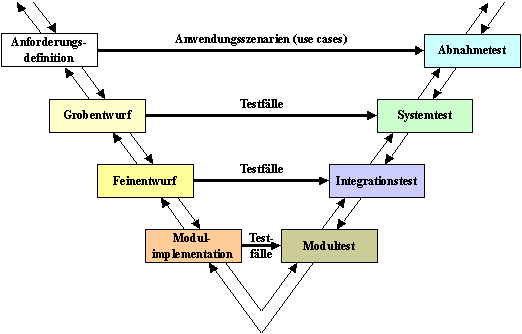 Anforderungs-
definition
Anwendungsszenarien (use cases)
Abnahmetest
Grobentwurf
Testfälle
Systemtest
Feinentwurf
Testfälle
Integrationstest
Modul-
implementation
Test-
fälle
Modultest